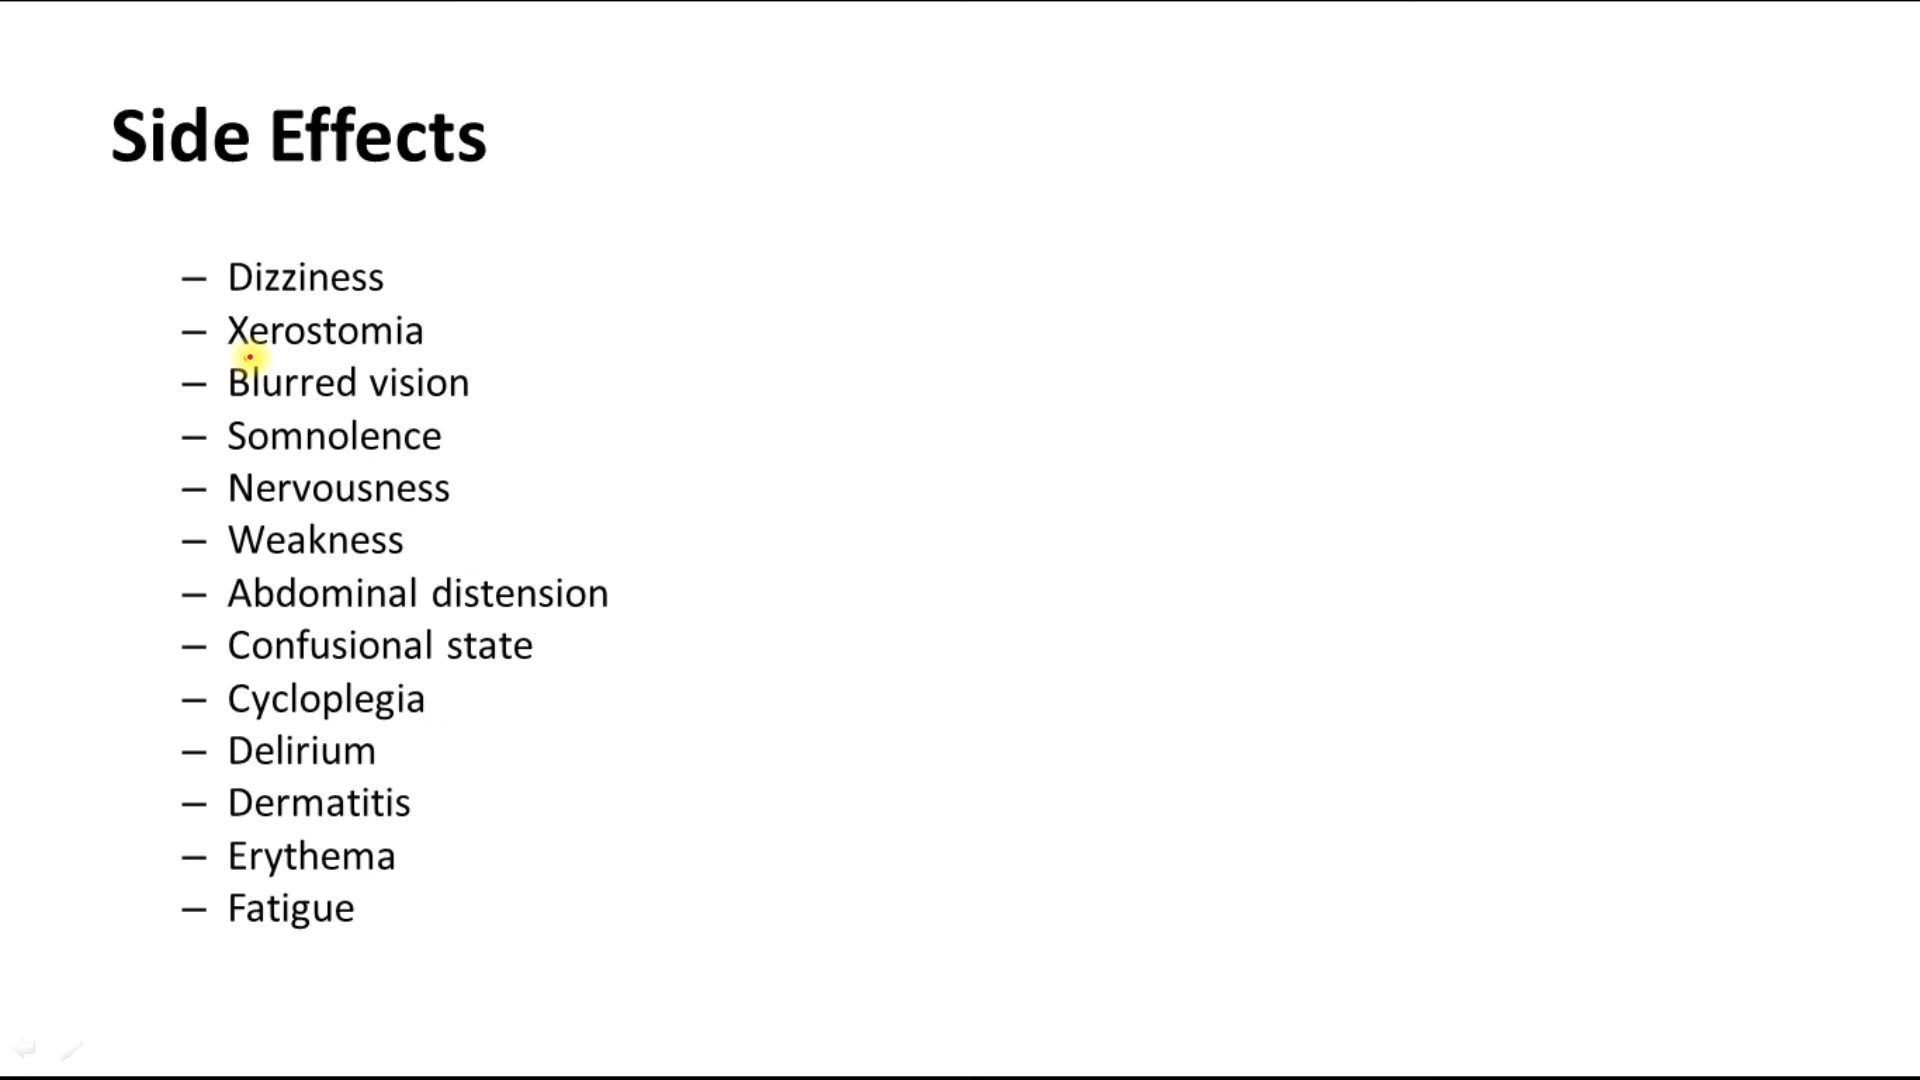 Side Effects
– Dizziness
– Xerostomia
– Blurred vision
– Somnolence
– Nervousness
– Weakness
– Abdominal distension
– Confusional state
– Cycloplegia
– Delirium
– Dermatitis
– Erythema
– Fatigue